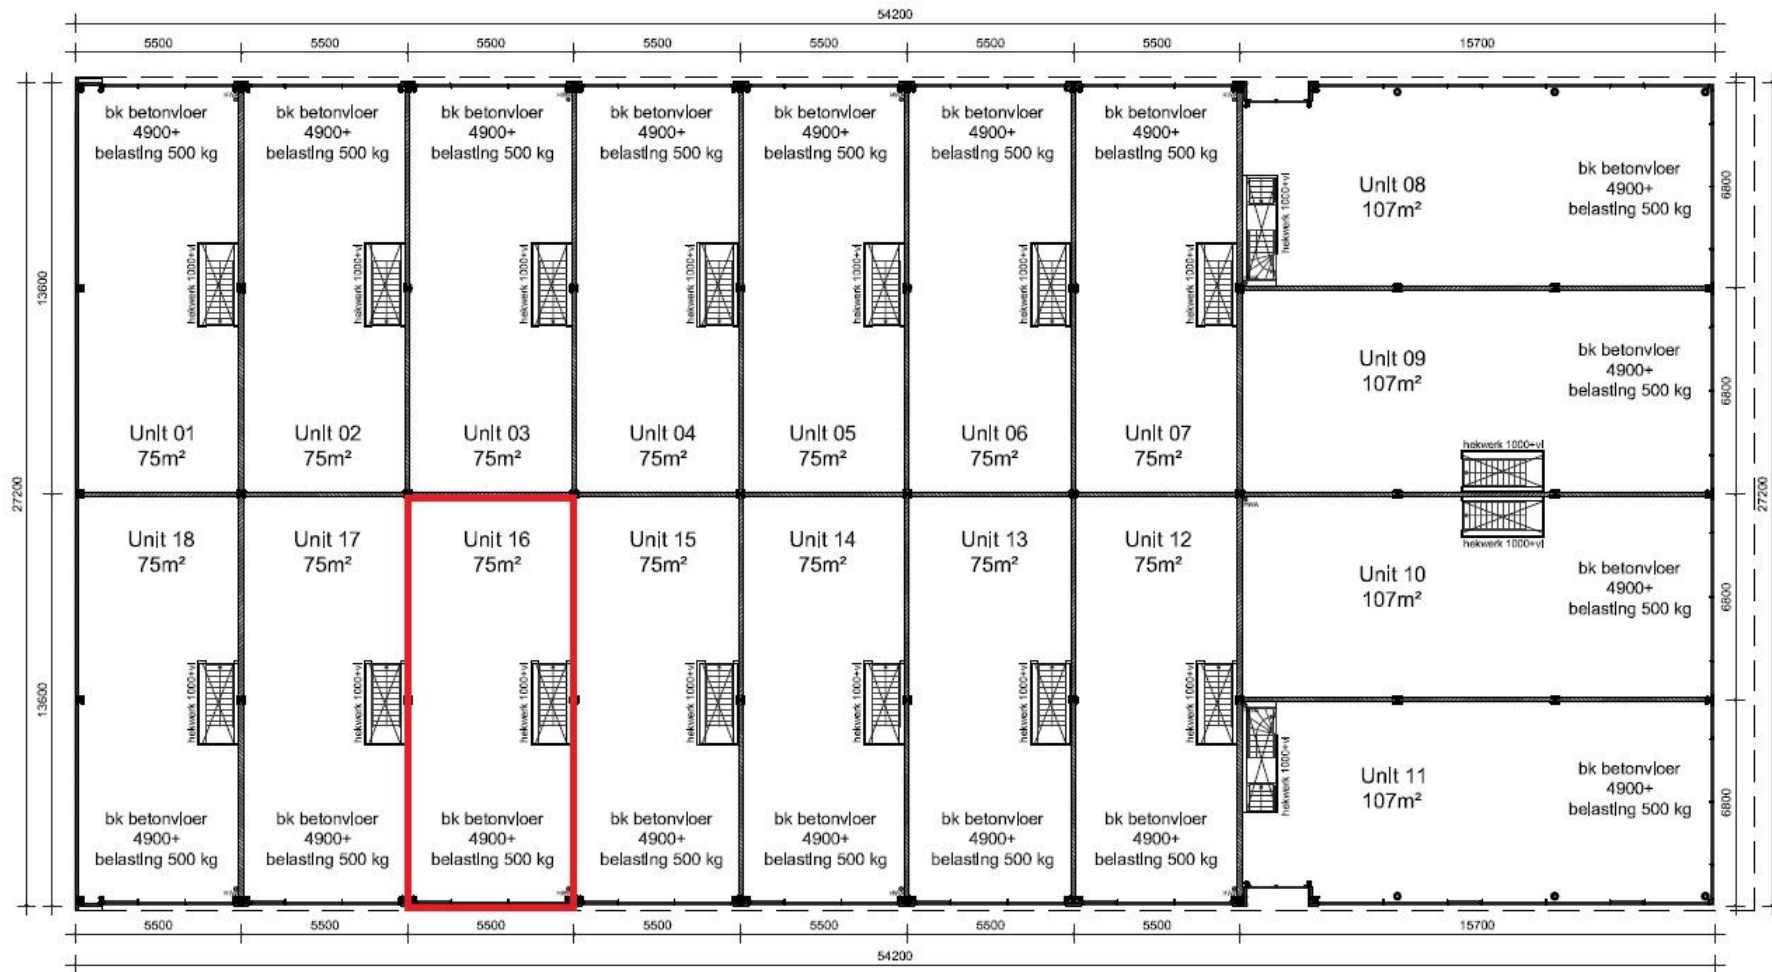 54200
5500 5500 5500 5500 5500 5500 5500 15700
bk betonvloer bk betonvloer bk betonvloer bk betonvloer bk betonvloer bk betonvloer bk betonvloer
4900+ 4900+ 4900+ 4900+ 4900+ 4900+ 4900+
belasting 500 kg belasting 500 kg belasting 500 kg belasting 500 kg belasting 500 kg belasting 500 kg belasting 500 kg
Unit 08
107m²
bk betonvloer
4900+
belasting 500 kg
6800
hekwerk 1000+vl
hekwerk 1000+vl hekwerk 1000+vl hekwerk 1000+vl hekwerk 1000+vl hekwerk 1000+vl hekwerk 1000+vl hekwerk 1000+vl
13600
Unit 09
107m²
bk betonvloer
4900+
belasting 500 kg
6800
Unit 01 Unit 02 Unit 03 Unit 04 Unit 05 Unit 06 Unit 07
75m² 75m² 75m² 75m² 75m² 75m² 75m²
hekwerk 1000+vl
27200
27200
HWA
hekwerk 1000+vl
Unit 18 Unit 17 Unit 16 Unit 15 Unit 14 Unit 13 Unit 12
75m² 75m² 75m² 75m² 75m² 75m² 75m²
Unit 10
107m²
bk betonvloer
4900+
belasting 500 kg
6800
13600
hekwerk 1000+vl hekwerk 1000+vl hekwerk 1000+vl hekwerk 1000+vl hekwerk 1000+vl hekwerk 1000+vl hekwerk 1000+vl
hekwerk 1000+vl
Unit 11
107m²
bk betonvloer
4900+
belasting 500 kg
6800
bk betonvloer bk betonvloer bk betonvloer bk betonvloer bk betonvloer bk betonvloer bk betonvloer
4900+ 4900+ 4900+ 4900+ 4900+ 4900+ 4900+
belasting 500 kg belasting 500 kg belasting 500 kg belasting 500 kg belasting 500 kg belasting 500 kg belasting 500 kg
5500 5500 5500 5500 5500 5500 5500 15700
54200